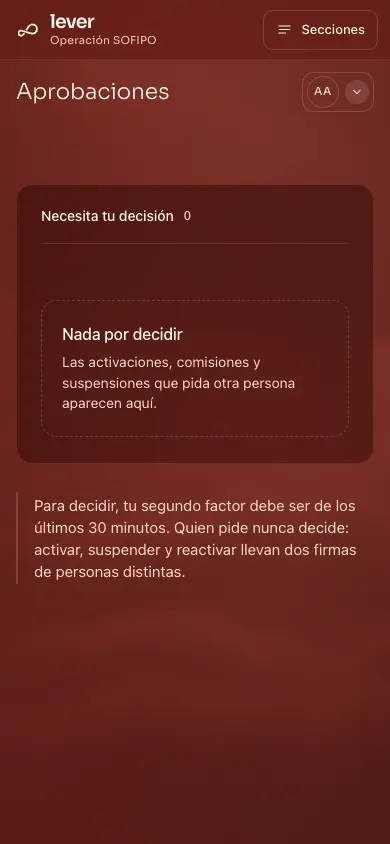 lever
Operación SOFIPO
Secciones
Aprobaciones
AA
Necesita tu decisión 0
Nada por decidir
Las activaciones, comisiones y
suspensiones que pida otra persona
aparecen aquí.
Para decidir, tu segundo factor debe ser de los
últimos 30 minutos. Quien pide nunca decide:
activar, suspender y reactivar llevan dos firmas
de personas distintas.